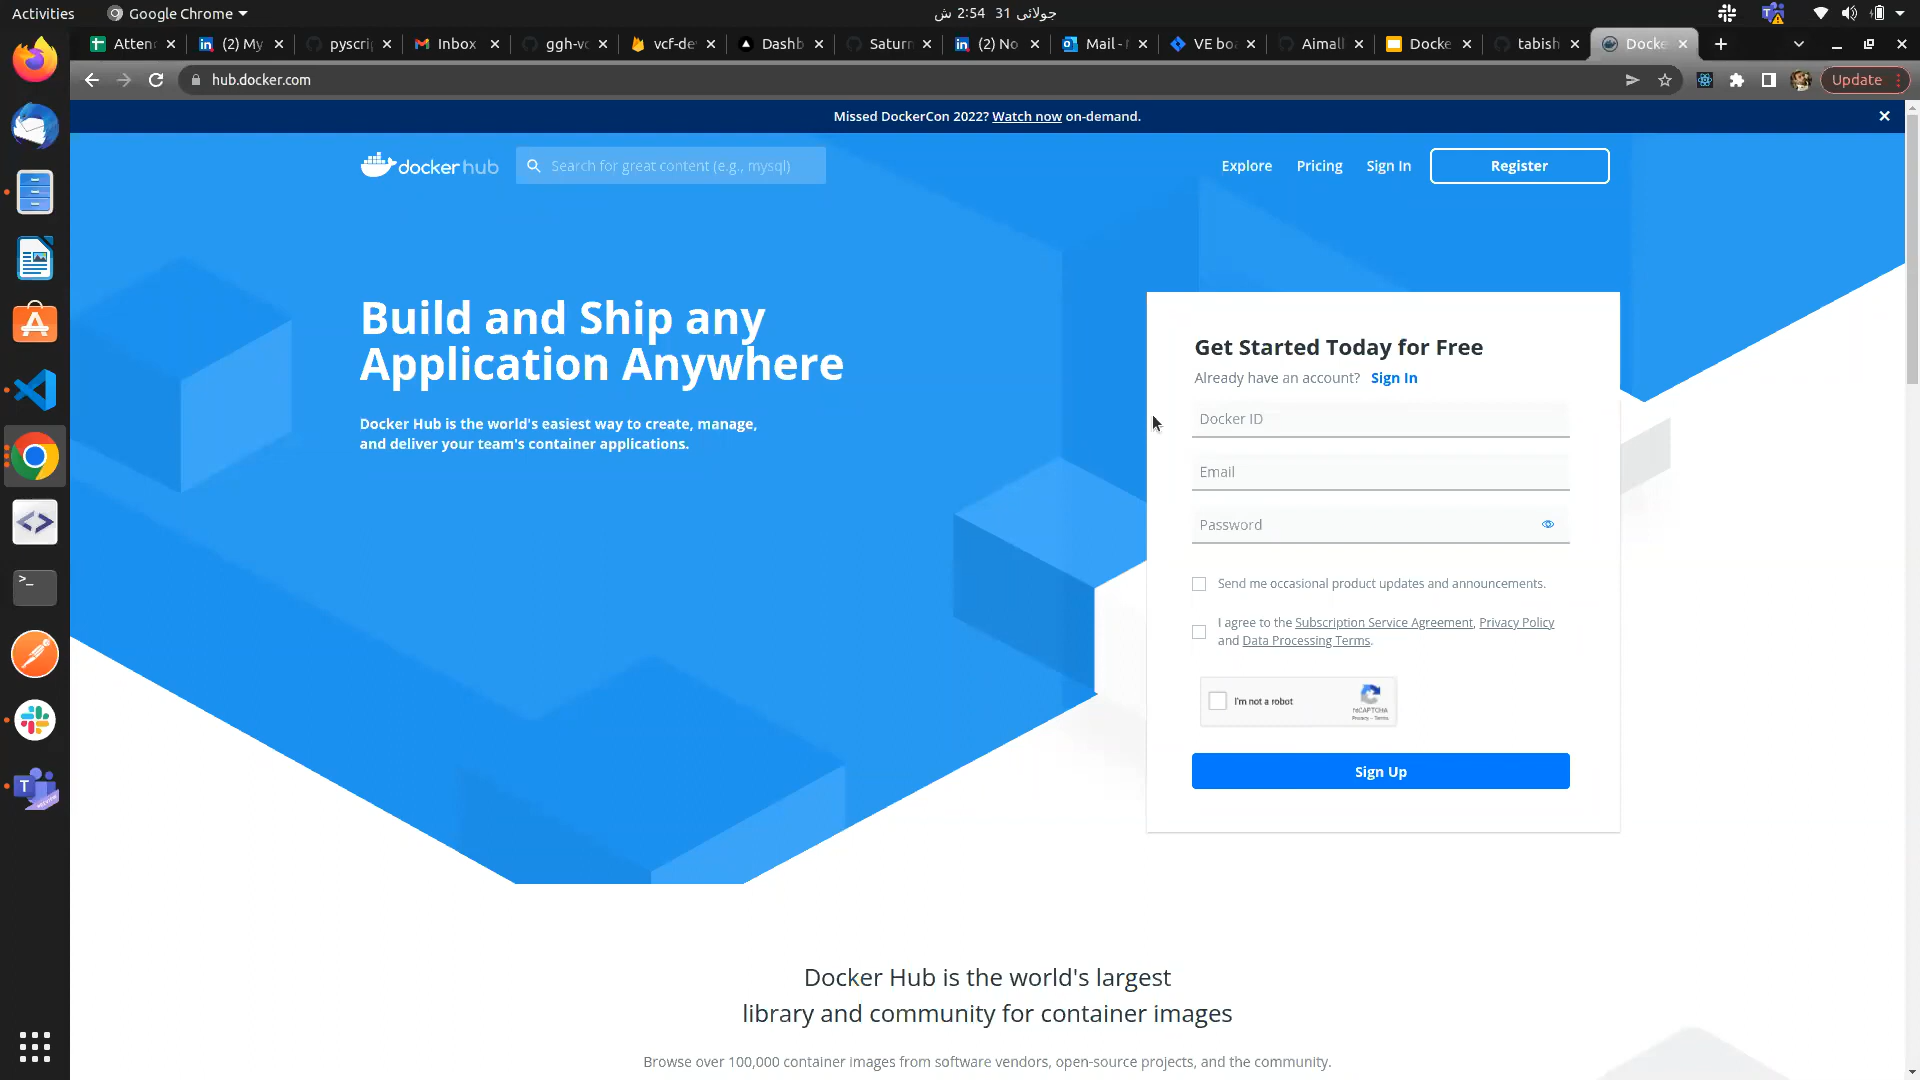 Activities
Google Chrome
جولائی 31 2:54 ش
Atten
(2) My
pyscri
Inbox
ggh-vc
vcf-de
Dashb
Saturn
(2) No
Mail -
VE boa
Aimall
Docke
tabish
Docke
hub.docker.com
Update
Missed DockerCon 2022? Watch now on-demand.
docker hub
Search for great content (e.g., mysql)
Explore
Pricing
Sign In
Register
Build and Ship any
Application Anywhere
Docker Hub is the world's easiest way to create, manage,
and deliver your team's container applications.
Get Started Today for Free
Already have an account? Sign In
Docker ID
Email
Password
Send me occasional product updates and announcements.
I agree to the Subscription Service Agreement, Privacy Policy
and Data Processing Terms.
I'm not a robot
reCAPTCHA
Privacy - Terms
Sign Up
Docker Hub is the world's largest
library and community for container images
Browse over 100,000 container images from software vendors, open-source projects, and the community.